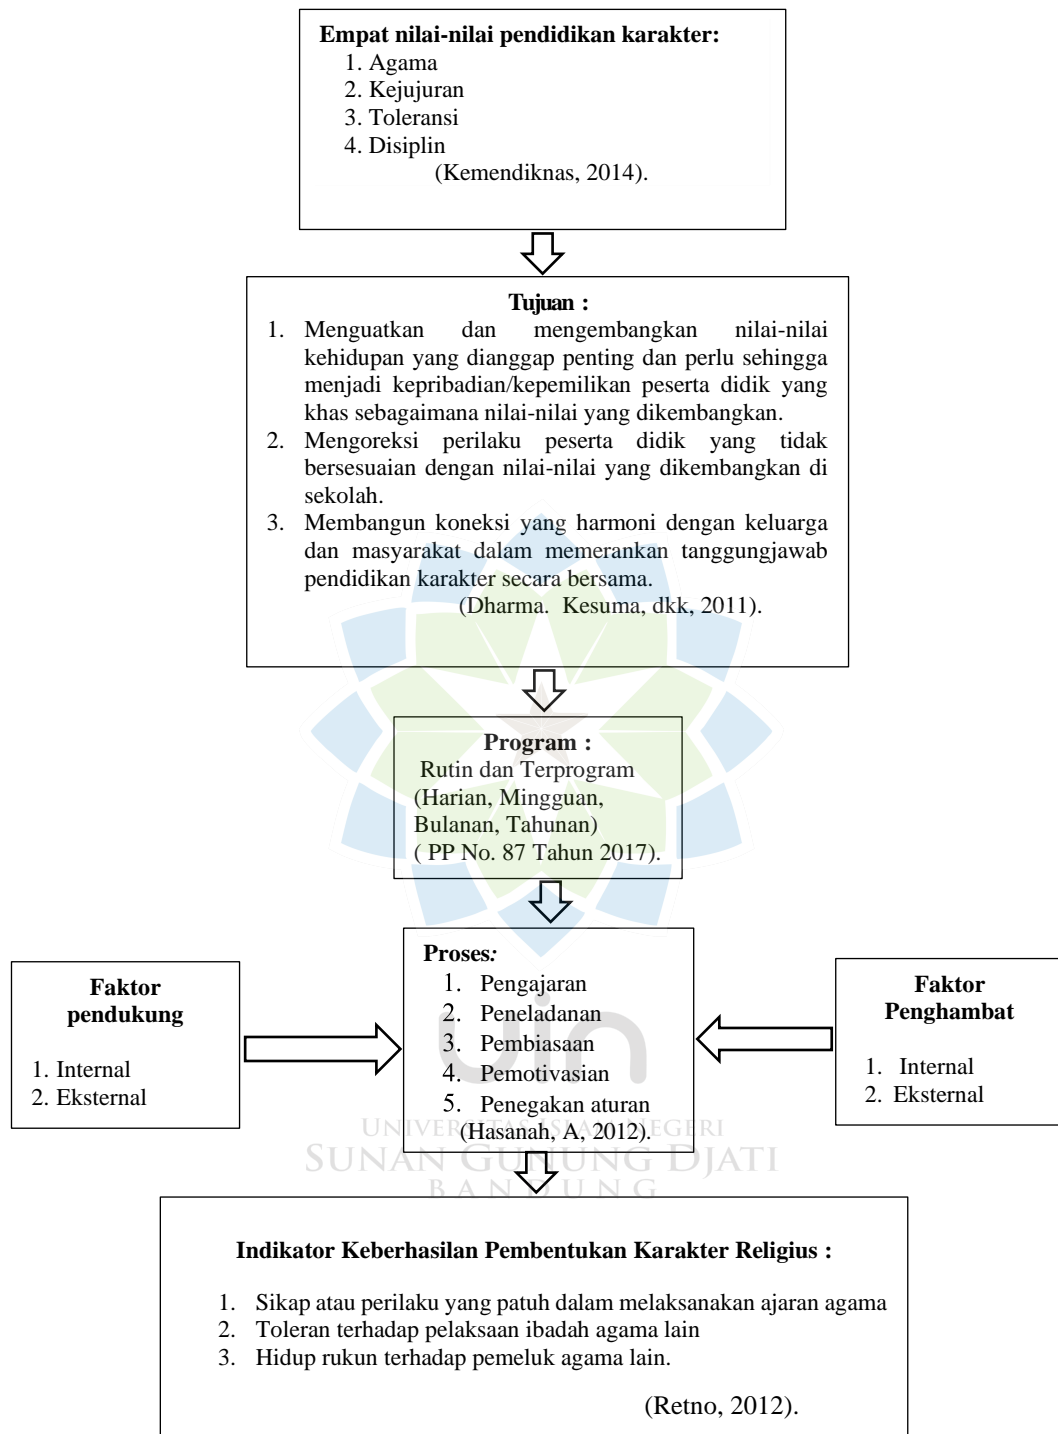 Empat nilai-nilai pendidikan karakter:
1. Agama
2. Kejujuran
3. Toleransi
4. Disiplin
(Kemendiknas, 2014).
Tujuan :
1. Menguatkan dan mengembangkan nilai-nilai
kehidupan yang dianggap penting dan perlu sehingga
menjadi kepribadian/kepemilikan peserta didik yang
khas sebagaimana nilai-nilai yang dikembangkan.
2. Mengoreksi perilaku peserta didik yang tidak
bersesuaian dengan nilai-nilai yang dikembangkan di
sekolah.
3. Membangun koneksi yang harmoni dengan keluarga
dan masyarakat dalam memerankan tanggungjawab
pendidikan karakter secara bersama.
(Dharma. Kesuma, dkk, 2011).
Program :
Rutin dan Terprogram
(Harian, Mingguan,
Bulanan, Tahunan)
( PP No. 87 Tahun 2017).
Faktor
pendukung
1. Internal
2. Eksternal
Proses:
1. Pengajaran
2. Peneladanan
3. Pembiasaan
4. Pemotivasian
5. Penegakan aturan
(Hasanah, A, 2012).
Faktor
Penghambat
1. Internal
2. Eksternal
uin
UNIVERSITAS ISLAM NEGERI
SUNAN GUNUNG DJATI
BANDUNG
Indikator Keberhasilan Pembentukan Karakter Religius :
1. Sikap atau perilaku yang patuh dalam melaksanakan ajaran agama
2. Toleran terhadap pelaksaan ibadah agama lain
3. Hidup rukun terhadap pemeluk agama lain.
(Retno, 2012).